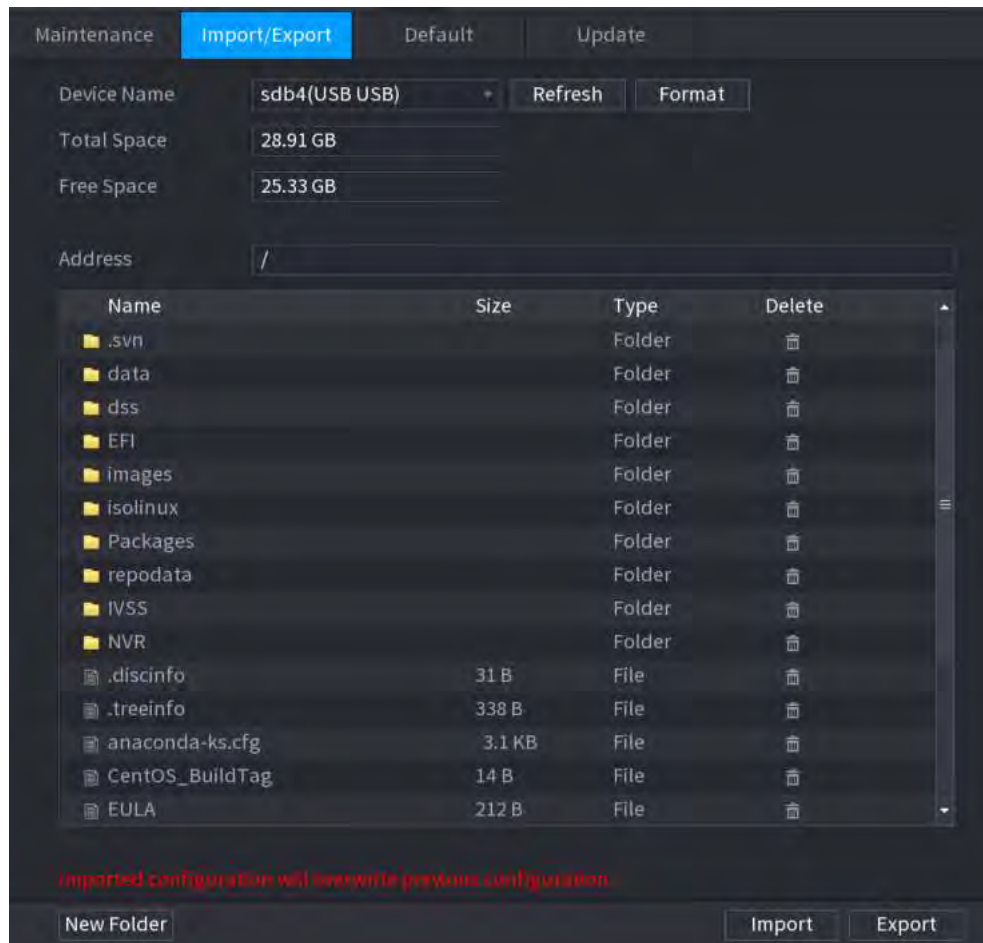 Maintenance Import/Export Default Update
Device Name sdb4(USB USB) Refresh Format
Total Space 28.91 GB
Free Space 25.33 GB
Address /
Name Size Type Delete
.svn Folder
data Folder
dss Folder
EFI Folder
images Folder
isolinux Folder
Packages Folder
repodata Folder
IVSS Folder
NVR Folder
.discinfo 31 B File
.treeinfo 338 B File
anaconda-ks.cfg 3.1 KB File
CentOS_BuildTag 14 B File
EULA 212 B File
Imported configuration will overwrite previous configuration.
New Folder Import Export